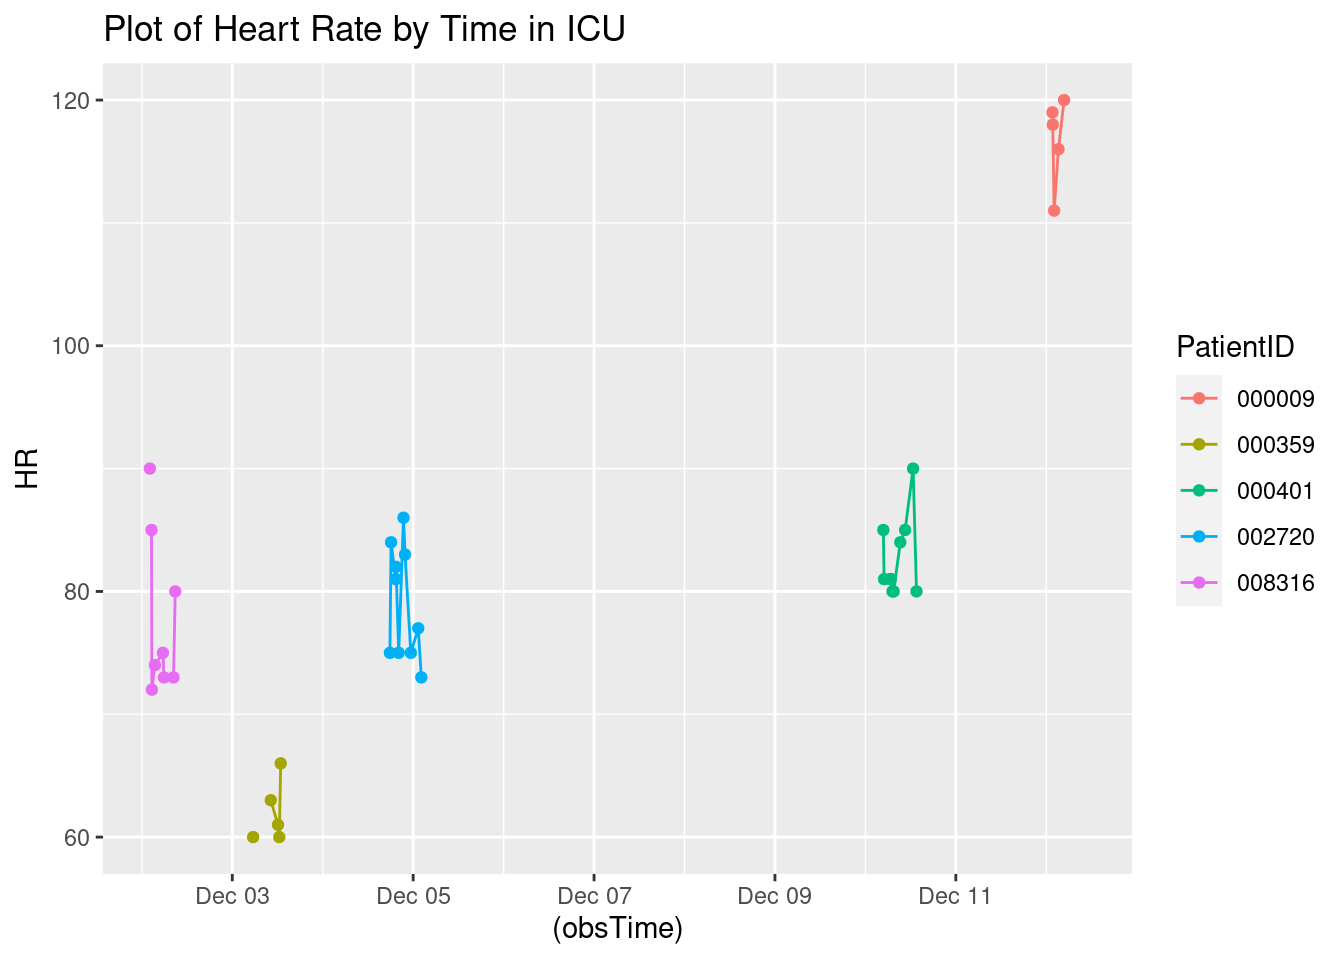 Plot of Heart Rate by Time in ICU
120
100
80
60
HR
Dec 03
Dec 05
Dec 07
Dec 09
Dec 11
(obsTime)
PatientID
000009
000359
000401
002720
008316